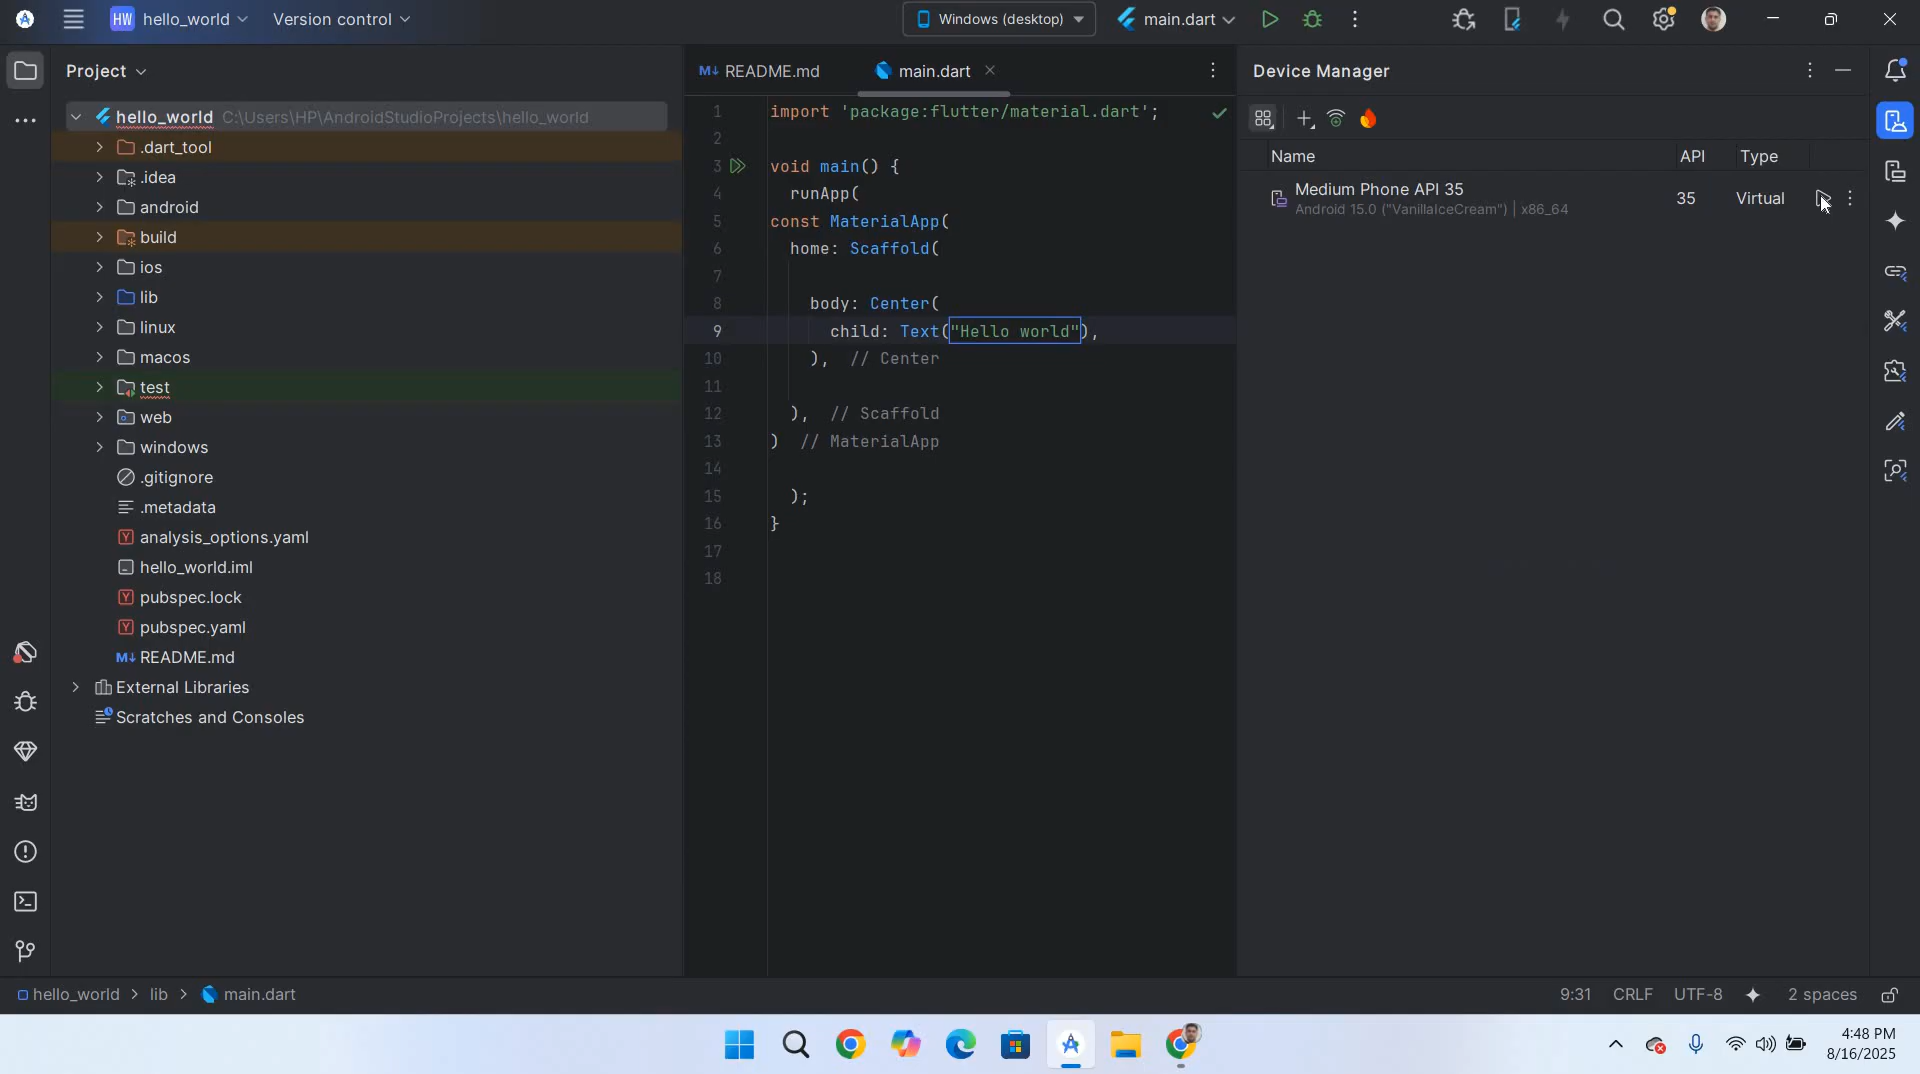 HW hello_world Version control Windows (desktop) main.dart
Project
hello_world C:\Users\HP\AndroidStudioProjects\hello_world
.dart_tool
.idea
android
build
ios
lib
linux
macos
test
web
windows
.gitignore
.metadata
analysis_options.yaml
hello_world.iml
pubspec.lock
pubspec.yaml
README.md
External Libraries
Scratches and Consoles
README.md main.dart
1 import 'package:flutter/material.dart';
2
3 void main() {
4 runApp(
5 const MaterialApp(
6 home: Scaffold(
7
8 body: Center(
9 child: Text("Hello world"),
10 ), // Center
11
12 ), // Scaffold
13 ) // MaterialApp
14
15 );
16 }
17
18
Device Manager
Name API Type
Medium Phone API 35 35 Virtual
Android 15.0 ("VanillaIceCream") | x86_64
hello_world > lib > main.dart 9:31 CRLF UTF-8 2 spaces
4:48 PM
8/16/2025